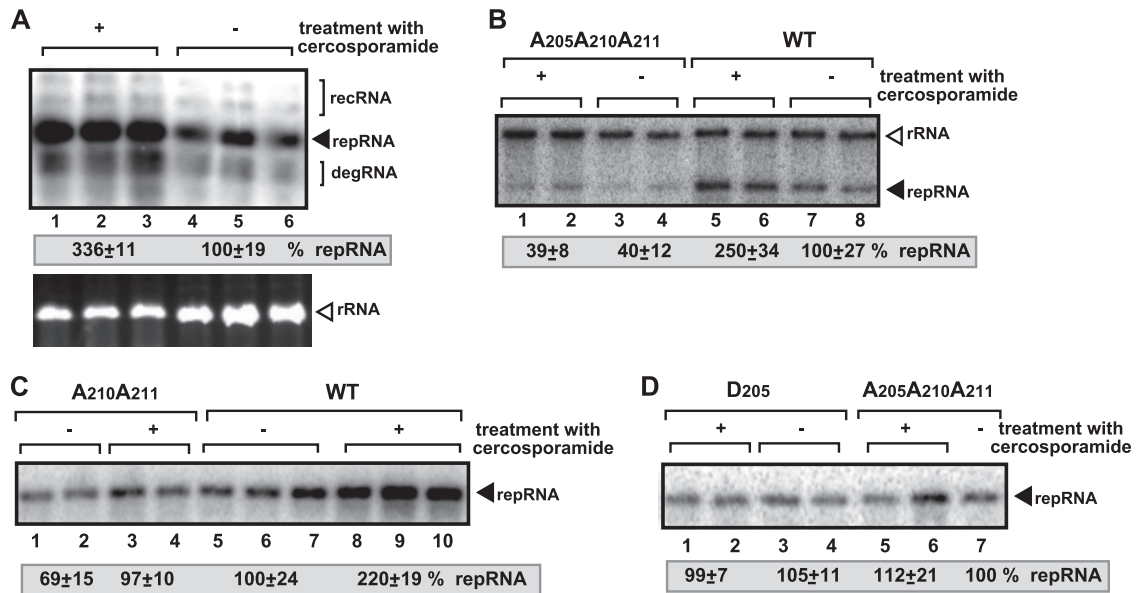 A
+ - treatment with
cercosporamide
recRNA
repRNA
degRNA
1 2 3 4 5 6
336±11 100±19 % repRNA
rRNA
B
A205A210A211 WT
+ - + - treatment with
cercosporamide
rRNA
repRNA
1 2 3 4 5 6 7 8
39±8 40±12 250±34 100±27 % repRNA
C
A210A211 WT
- + - + treatment with
cercosporamide
repRNA
1 2 3 4 5 6 7 8 9 10
69±15 97±10 100±24 220±19 % repRNA
D
D205 A205A210A211
+ - + - treatment with
cercosporamide
repRNA
1 2 3 4 5 6 7
99±7 105±11 112±21 100 % repRNA